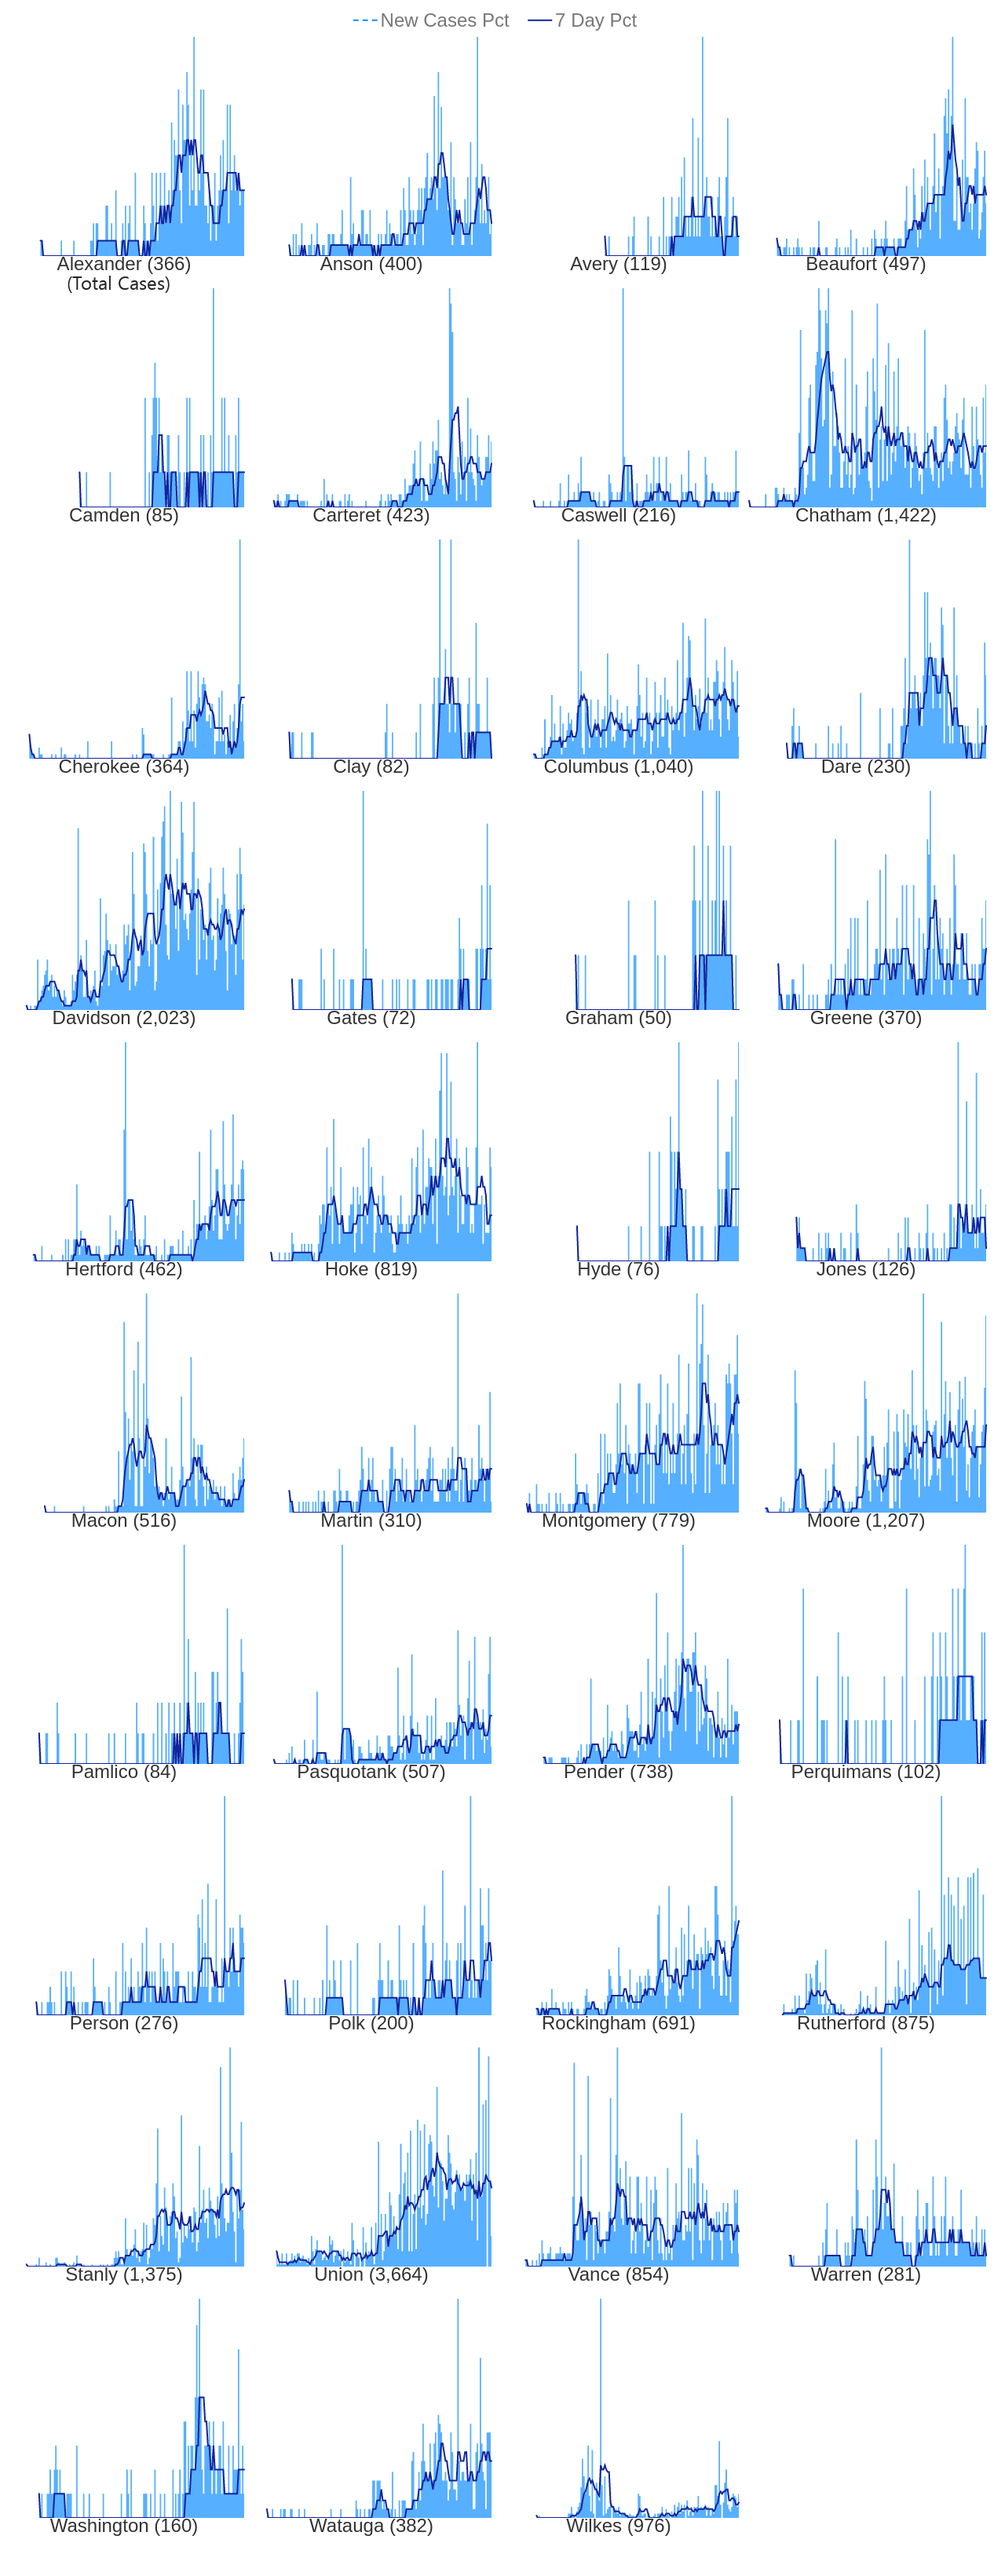 New Cases Pct 7 Day Pct
Alexander (366) Anson (400) Avery (119) Beaufort (497)
(Total Cases)
Camden (85) Carteret (423) Caswell (216) Chatham (1,422)
Cherokee (364) Clay (82) Columbus (1,040) Dare (230)
Davidson (2,023) Gates (72) Graham (50) Greene (370)
Hertford (462) Hoke (819) Hyde (76) Jones (126)
Macon (516) Martin (310) Montgomery (779) Moore (1,207)
Pamlico (84) Pasquotank (507) Pender (738) Perquimans (102)
Person (276) Polk (200) Rockingham (691) Rutherford (875)
Stanly (1,375) Union (3,664) Vance (854) Warren (281)
Washington (160) Watauga (382) Wilkes (976)